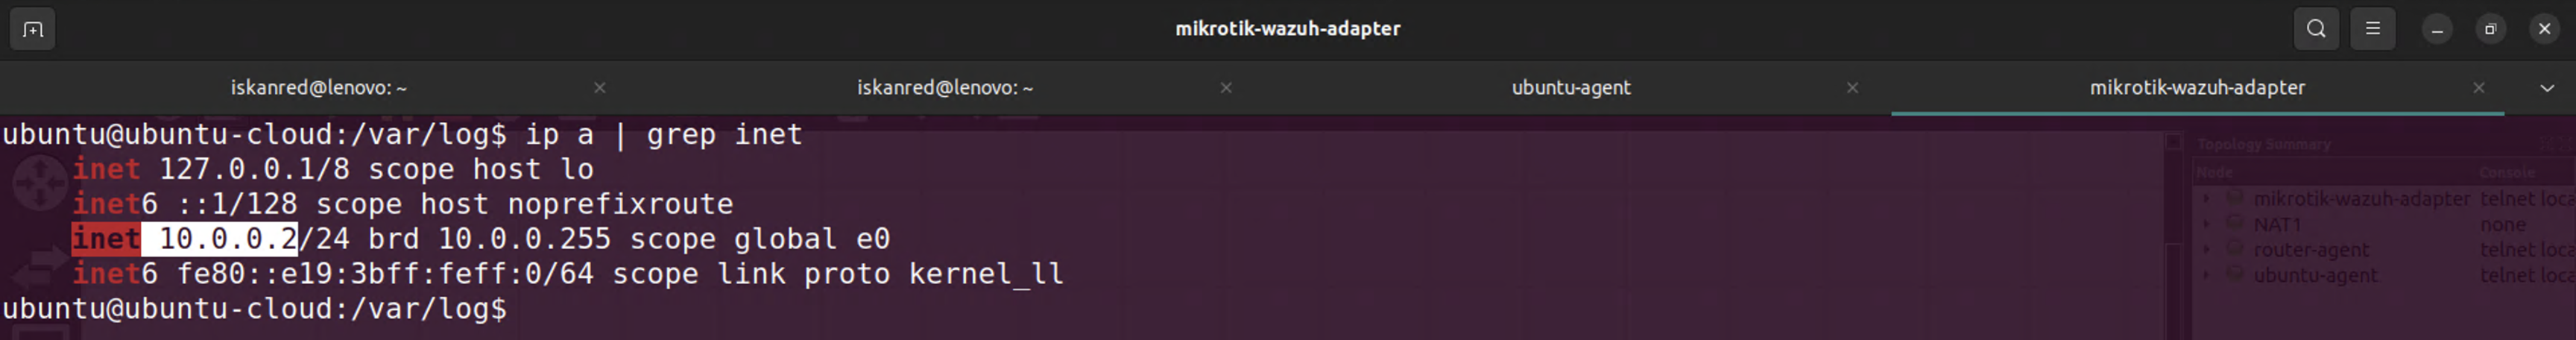 mikrotik-wazuh-adapter
iskanred@lenovo: ~
iskanred@lenovo: ~
ubuntu-agent
mikrotik-wazuh-adapter
ubuntu@ubuntu-cloud:/var/log$ ip a | grep inet
inet 127.0.0.1/8 scope host lo
inet6 ::1/128 scope host noprefixroute
inet 10.0.0.2/24 brd 10.0.0.255 scope global e0
inet6 fe80::e19:3bff:feff:0/64 scope link proto kernel_ll
ubuntu@ubuntu-cloud:/var/log$
Topology Summary
Node Console
mikrotik-wazuh-adapter telnet loca
NAT1 none
router-agent telnet loca
ubuntu-agent telnet loca